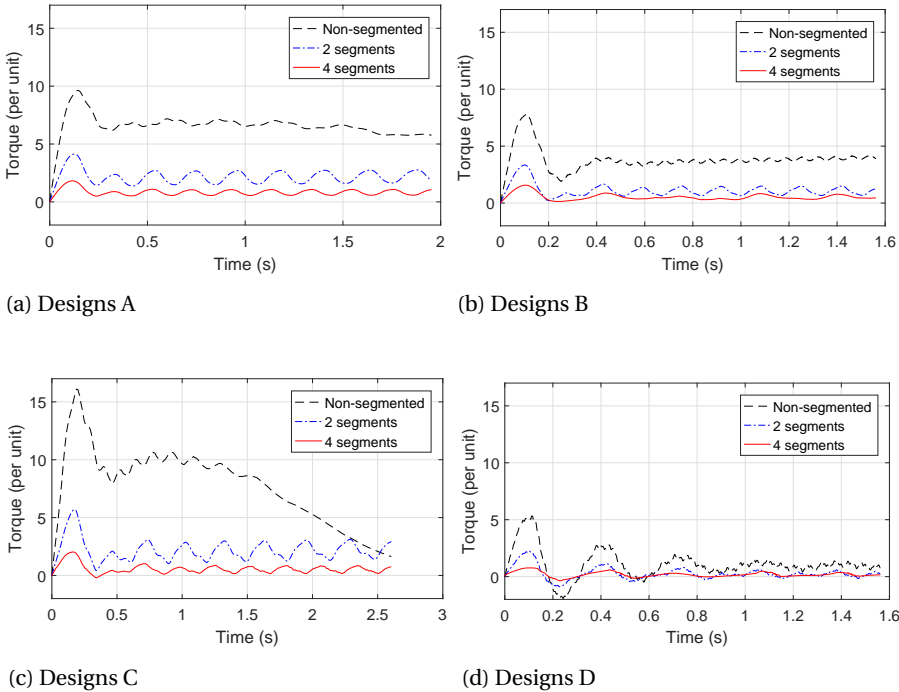 Torque (per unit)
15
10
5
0
Non-segmented
2 segments
4 segments
0 0.5 1 1.5 2
Time (s)
(a) Designs A
Torque (per unit)
15
10
5
0
Non-segmented
2 segments
4 segments
0 0.2 0.4 0.6 0.8 1 1.2 1.4 1.6
Time (s)
(b) Designs B
Torque (per unit)
15
10
5
0
Non-segmented
2 segments
4 segments
0 0.5 1 1.5 2 2.5 3
Time (s)
(c) Designs C
Torque (per unit)
15
10
5
0
Non-segmented
2 segments
4 segments
0 0.2 0.4 0.6 0.8 1 1.2 1.4 1.6
Time (s)
(d) Designs D